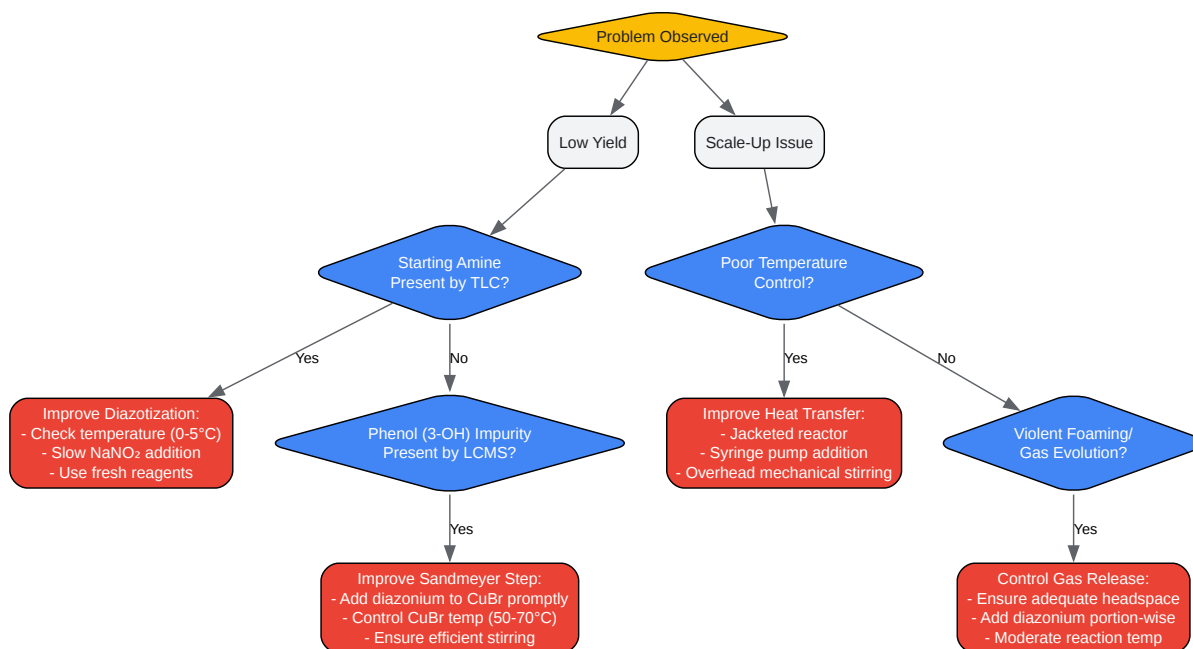 Problem Observed
Low Yield
Scale-Up Issue
Starting Amine
Present by TLC?
Poor Temperature
Control?
Yes
No
Yes
No
Improve Diazotization:
- Check temperature (0-5°C)
- Slow NaNO₂ addition
- Use fresh reagents
Phenol (3-OH) Impurity
Present by LCMS?
Improve Heat Transfer:
- Jacketed reactor
- Syringe pump addition
- Overhead mechanical stirring
Violent Foaming/
Gas Evolution?
Yes
Yes
Improve Sandmeyer Step:
- Add diazonium to CuBr promptly
- Control CuBr temp (50-70°C)
- Ensure efficient stirring
Control Gas Release:
- Ensure adequate headspace
- Add diazonium portion-wise
- Moderate reaction temp